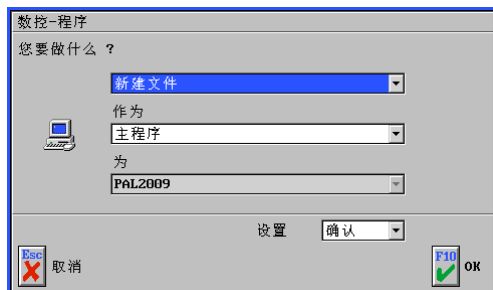 数控-程序
您要做什么 ?
新建文件
作为
主程序
为
PAL2009
设置 确认
Esc 取消 F10 OK